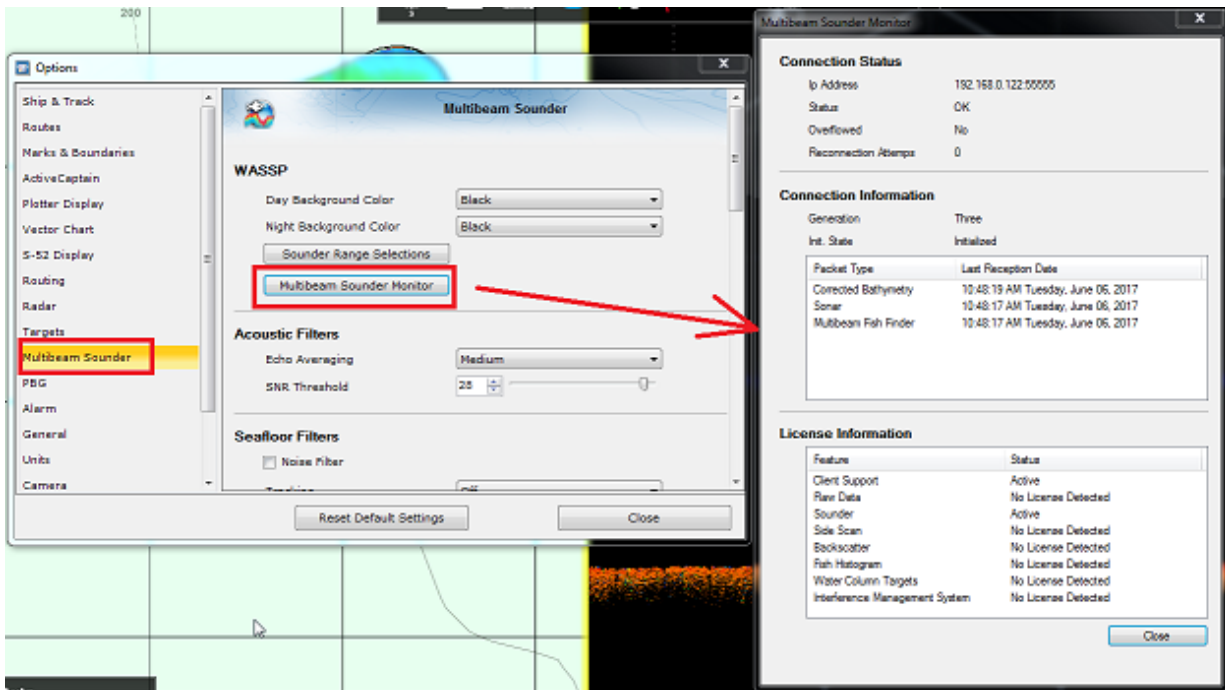 200
3
Options
Ship & Track
Routes
Marks & Boundaries
ActiveCaptain
Plotter Display
Vector Chart
S-52 Display
Routing
Radar
Targets
Multibeam Sounder
PBG
Alarm
General
Units
Camera
Multibeam Sounder
WASSP
Day Background Color Black
Night Background Color Black
Sounder Range Selections
Multibeam Sounder Monitor
Acoustic Filters
Echo Averaging Medium
SNR Threshold 28
Seafloor Filters
Noise Filter
Reset Default Settings Close
Multibeam Sounder Monitor
Connection Status
Ip Address 192.168.0.122:55555
Status OK
Overflowed No
Reconnection Attemps 0
Connection Information
Generation Three
Int. State Initialized
Packet Type Last Reception Date
Corrected Bathymetry 10:48:19 AM Tuesday, June 06, 2017
Sonar 10:48:17 AM Tuesday, June 06, 2017
Multibeam Fish Finder 10:48:17 AM Tuesday, June 06, 2017
License Information
Feature Status
Client Support Active
Raw Data No License Detected
Sounder Active
Side Scan No License Detected
Backscatter No License Detected
Fish Histogram No License Detected
Water Column Targets No License Detected
Interference Management System No License Detected
Close